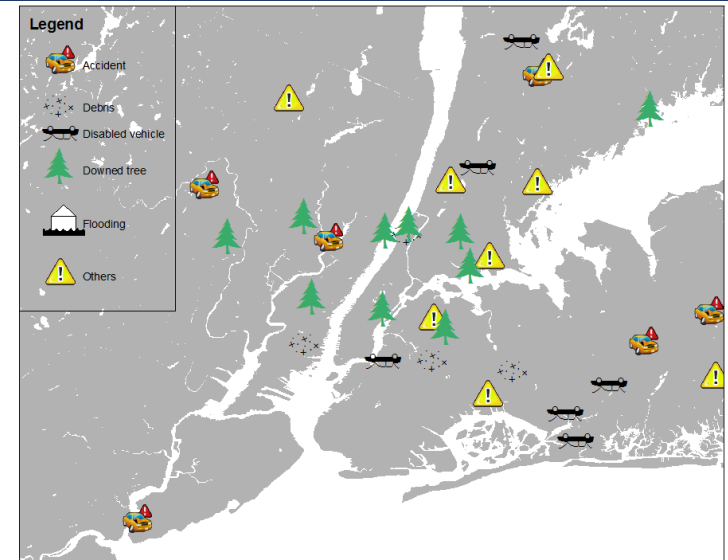 Legend
Accident
Debris
Disabled vehicle
Downed tree
Flooding
Others